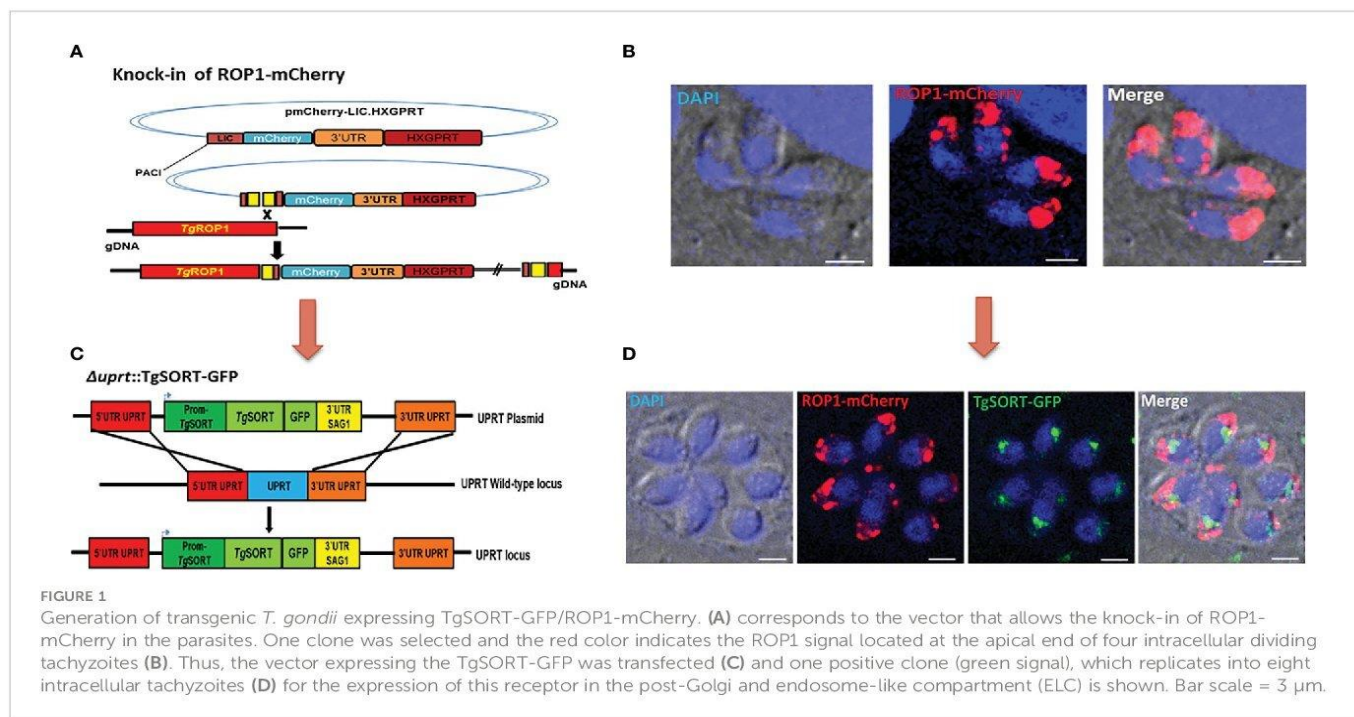 A
Knock-in of ROP1-mCherry
pmCherry-LIC.HXGPRT
LIC
mCherry
3'UTR
HXGPRT
PACI
mCherry
3'UTR
HXGPRT
X
TgROP1
gDNA
TgROP1
mCherry
3'UTR
HXGPRT
//
gDNA
B
DAPI
ROP1-mCherry
Merge
C
Δuprt::TgSORT-GFP
5'UTR UPRT
Prom-
TgSORT
TgSORT
GFP
3'UTR
SAG1
3'UTR UPRT
UPRT Plasmid
5'UTR UPRT
UPRT
3'UTR UPRT
UPRT Wild-type locus
5'UTR UPRT
Prom-
TgSORT
TgSORT
GFP
3'UTR
SAG1
3'UTR UPRT
UPRT locus
D
DAPI
ROP1-mCherry
TgSORT-GFP
Merge
FIGURE 1
Generation of transgenic T. gondii expressing TgSORT-GFP/ROP1-mCherry. (A) corresponds to the vector that allows the knock-in of ROP1-
mCherry in the parasites. One clone was selected and the red color indicates the ROP1 signal located at the apical end of four intracellular dividing
tachyzoites (B). Thus, the vector expressing the TgSORT-GFP was transfected (C) and one positive clone (green signal), which replicates into eight
intracellular tachyzoites (D) for the expression of this receptor in the post-Golgi and endosome-like compartment (ELC) is shown. Bar scale = 3 μm.